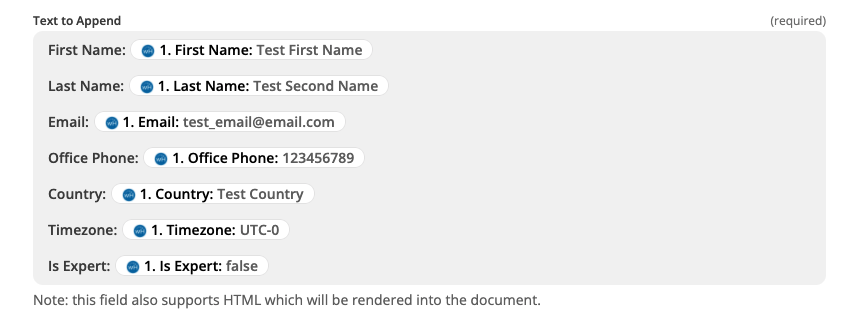 Text to Append (required)
First Name: 1. First Name: Test First Name
Last Name: 1. Last Name: Test Second Name
Email: 1. Email: test_email@email.com
Office Phone: 1. Office Phone: 123456789
Country: 1. Country: Test Country
Timezone: 1. Timezone: UTC-0
Is Expert: 1. Is Expert: false
Note: this field also supports HTML which will be rendered into the document.